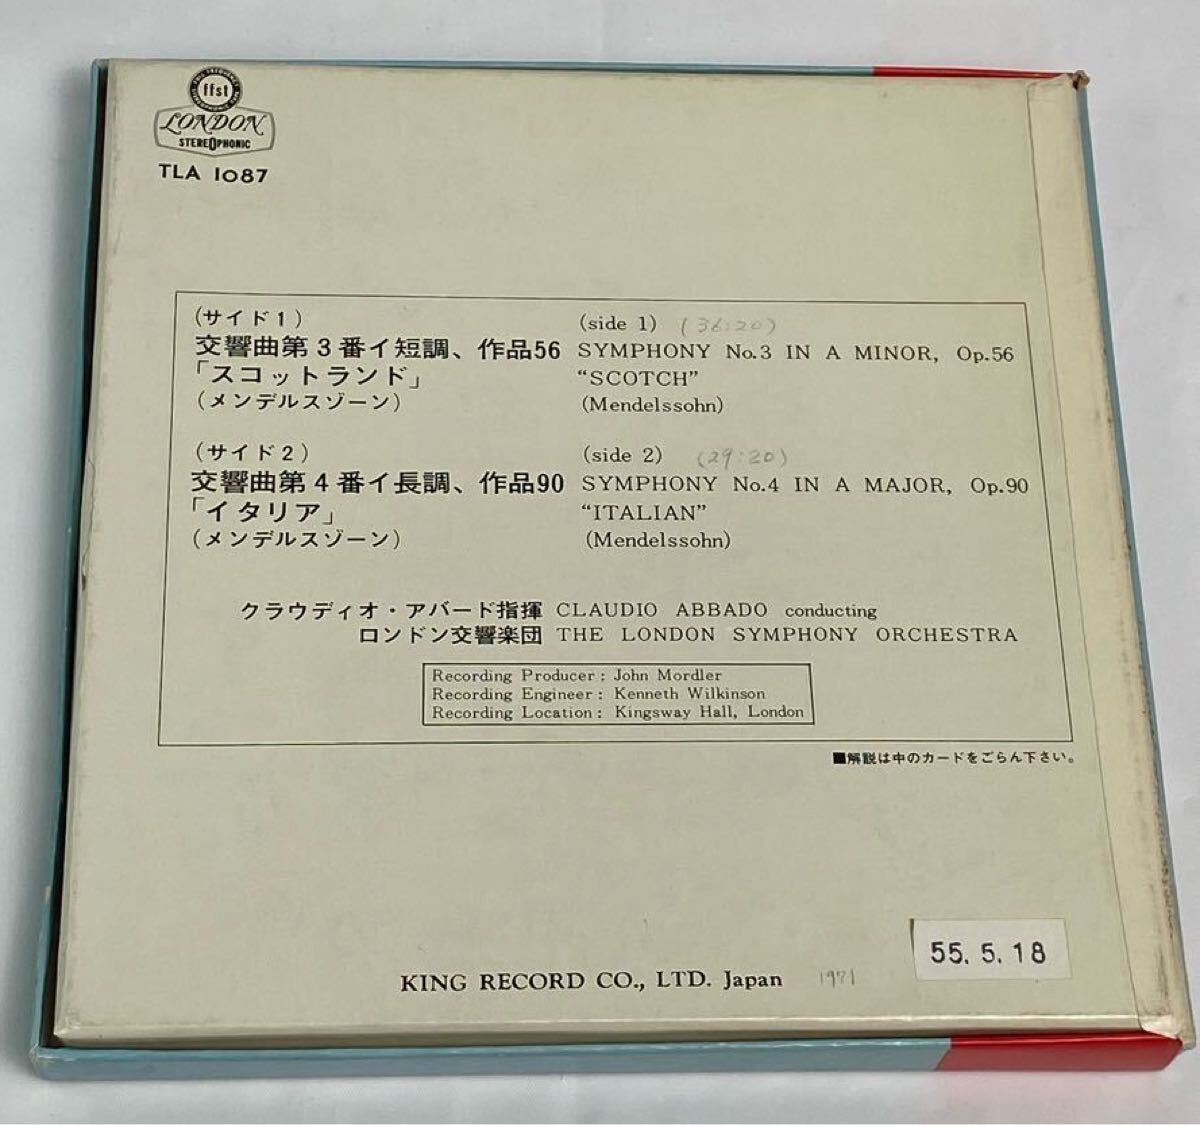 ffst
LONDON
STEREOPHONIC
TLA 1087
(サイド1)
交響曲第3番イ短調、作品56
「スコットランド」
(メンデルスゾーン)
(side 1) (36:20)
SYMPHONY No.3 IN A MINOR, Op.56
“SCOTCH”
(Mendelssohn)
(サイド2)
交響曲第4番イ長調、作品90
「イタリア」
(メンデルスゾーン)
(side 2) (29:20)
SYMPHONY No.4 IN A MAJOR, Op.90
“ITALIAN”
(Mendelssohn)
クラウディオ・アバード指揮 CLAUDIO ABBADO conducting
ロンドン交響楽団 THE LONDON SYMPHONY ORCHESTRA
Recording Producer : John Mordler
Recording Engineer : Kenneth Wilkinson
Recording Location : Kingsway Hall, London
■解説は中のカードをごらん下さい。
55. 5. 18
KING RECORD CO., LTD. Japan 1971